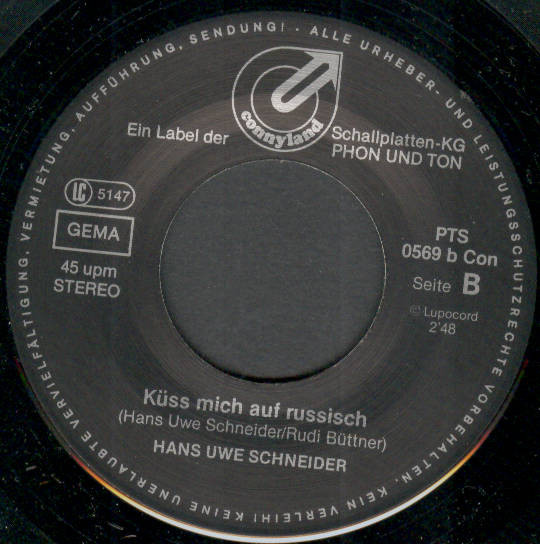 ALLE URHEBER- UND LEISTUNGSSCHUTZRECHTE VORBEHALTEN. KEIN VERLEIH! KEINE UNERLAUBTE VERVIELFÄLTIGUNG, VERMIETUNG, AUFFÜHRUNG, SENDUNG! -
connyland
Ein Label der Schallplatten-KG
PHON UND TON
LC 5147
GEMA
45 upm
STEREO
PTS
0569 b Con
Seite B
© Lupocord
2'48
Küss mich auf russisch
(Hans Uwe Schneider/Rudi Büttner)
HANS UWE SCHNEIDER